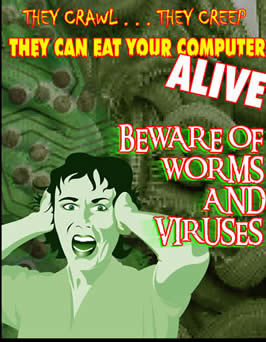 THEY CRAWL . . . THEY CREEP
THEY CAN EAT YOUR COMPUTER
ALIVE
BEWARE OF
WORMS
AND
VIRUSES